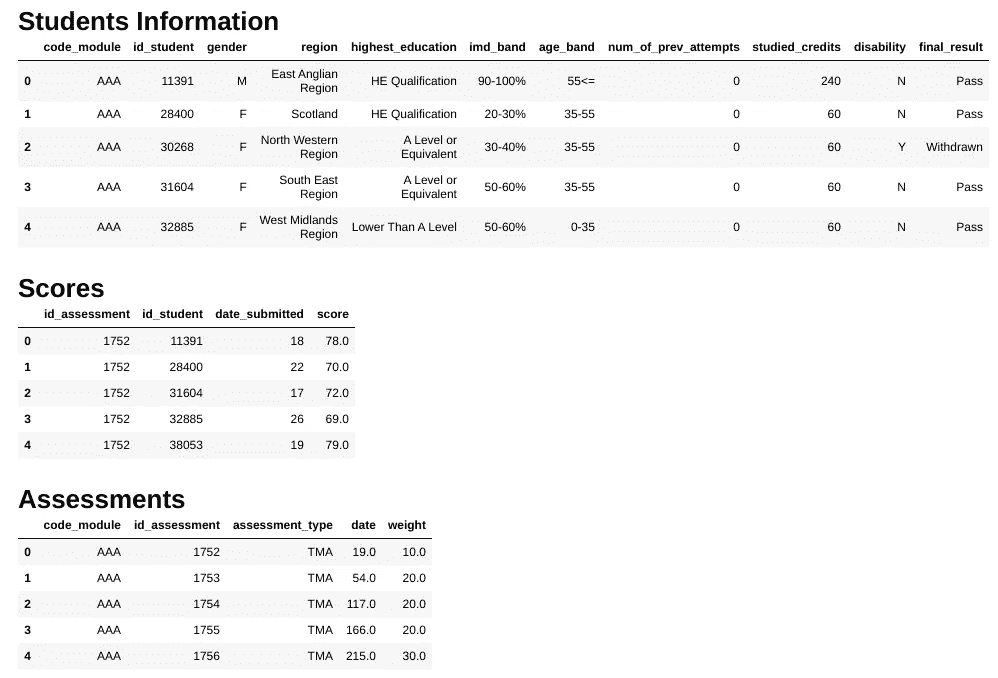 Students Information
code_module id_student gender region highest_education imd_band age_band num_of_prev_attempts studied_credits disability final_result
0 AAA 11391 M East Anglian Region HE Qualification 90-100% 55<= 0 240 N Pass
1 AAA 28400 F Scotland HE Qualification 20-30% 35-55 0 60 N Pass
2 AAA 30268 F North Western Region A Level or Equivalent 30-40% 35-55 0 60 Y Withdrawn
3 AAA 31604 F South East Region A Level or Equivalent 50-60% 35-55 0 60 N Pass
4 AAA 32885 F West Midlands Region Lower Than A Level 50-60% 0-35 0 60 N Pass
Scores
id_assessment id_student date_submitted score
0 1752 11391 18 78.0
1 1752 28400 22 70.0
2 1752 31604 17 72.0
3 1752 32885 26 69.0
4 1752 38053 19 79.0
Assessments
code_module id_assessment assessment_type date weight
0 AAA 1752 TMA 19.0 10.0
1 AAA 1753 TMA 54.0 20.0
2 AAA 1754 TMA 117.0 20.0
3 AAA 1755 TMA 166.0 20.0
4 AAA 1756 TMA 215.0 30.0